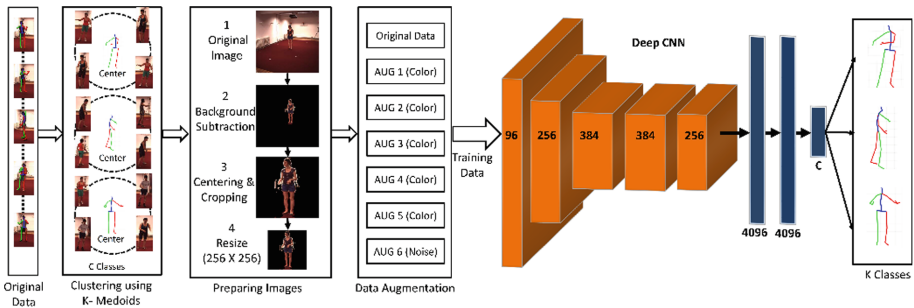 Original
Data
Center
Center
Center
C Classes
Clustering using
K- Medoids
1
Original
Image
2
Background
Subtraction
3
Centering &
Cropping
4
Resize
(256 X 256)
Preparing Images
Original Data
AUG 1 (Color)
AUG 2 (Color)
AUG 3 (Color)
AUG 4 (Color)
AUG 5 (Color)
AUG 6 (Noise)
Data Augmentation
Training
Data
Deep CNN
96
256
384
384
256
4096
4096
C
K Classes